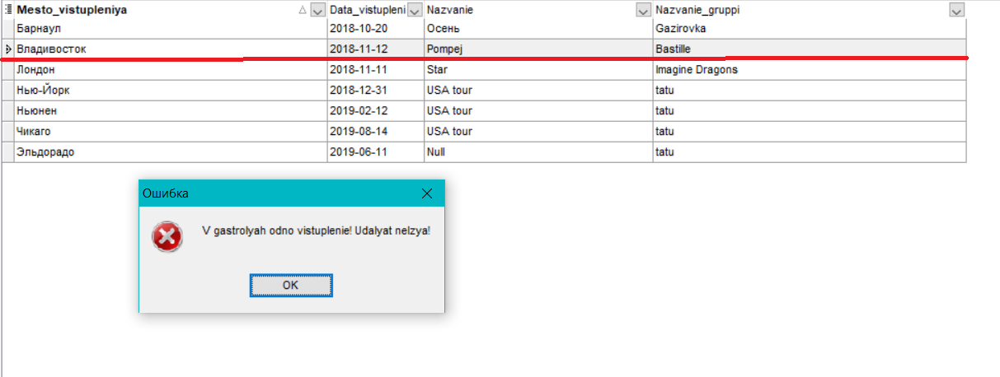 Mesto_vistupleniya Data_vistupleni Nazvanie Nazvanie_gruppi
Барнаул 2018-10-20 Осень Gazirovka
Владивосток 2018-11-12 Pompej Bastille
Лондон 2018-11-11 Star Imagine Dragons
Нью-Йорк 2018-12-31 USA tour tatu
Ньюнен 2019-02-12 USA tour tatu
Чикаго 2019-08-14 USA tour tatu
Эльдорадо 2019-06-11 Null tatu
Ошибка
V gastrolyah odno vistuplenie! Udalyat nelzya!
OK